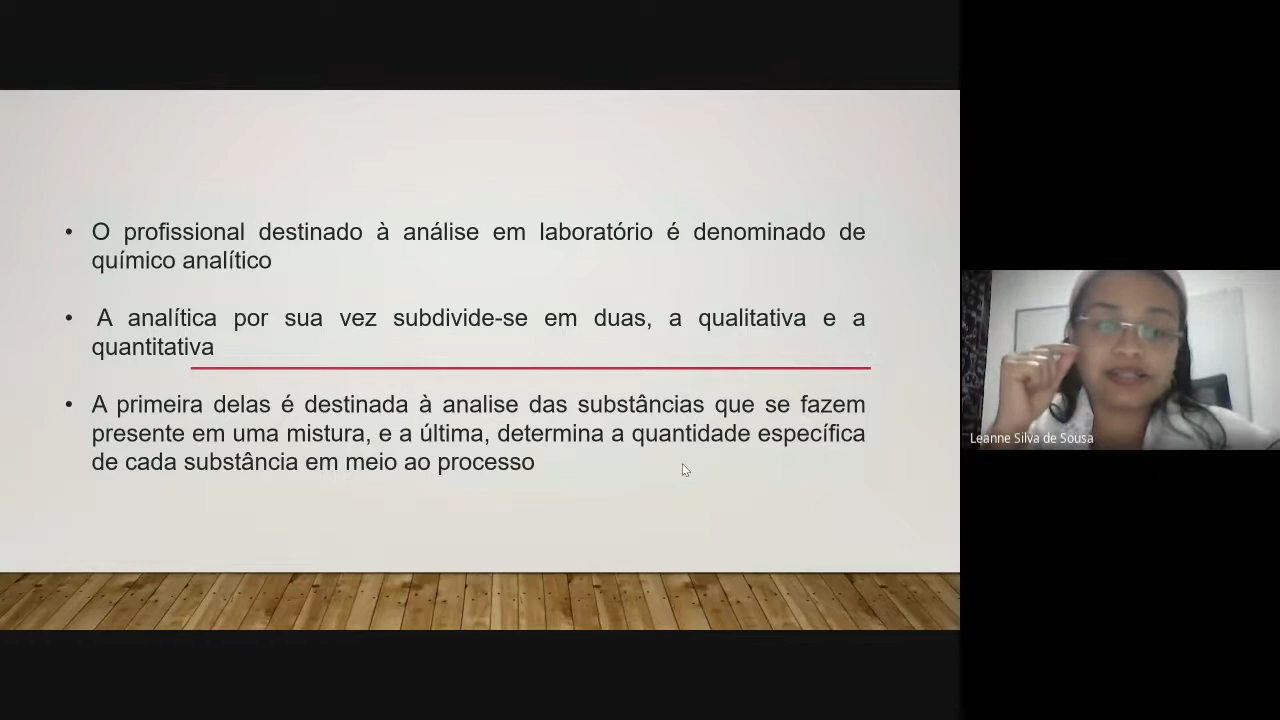 • O profissional destinado à análise em laboratório é denominado de
químico analítico
• A analítica por sua vez subdivide-se em duas, a qualitativa e a
quantitativa
• A primeira delas é destinada à analise das substâncias que se fazem
presente em uma mistura, e a última, determina a quantidade específica
de cada substância em meio ao processo
Leanne Silva de Sousa